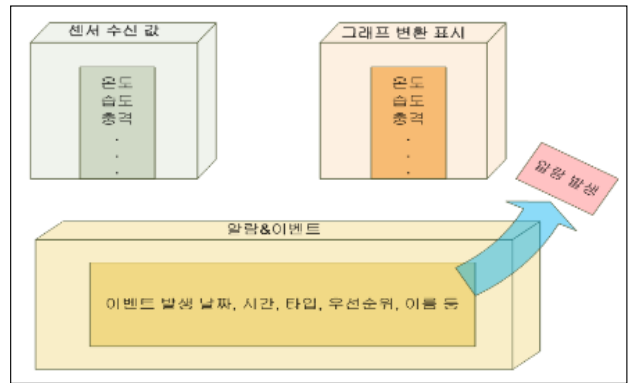 센서 수신 값
온도
습도
충격
.
.
.
그래프 변환 표시
온도
습도
충격
.
.
.
알람 발생
알람&이벤트
이벤트 발생 날짜, 시간, 타입, 우선순위, 이름 등